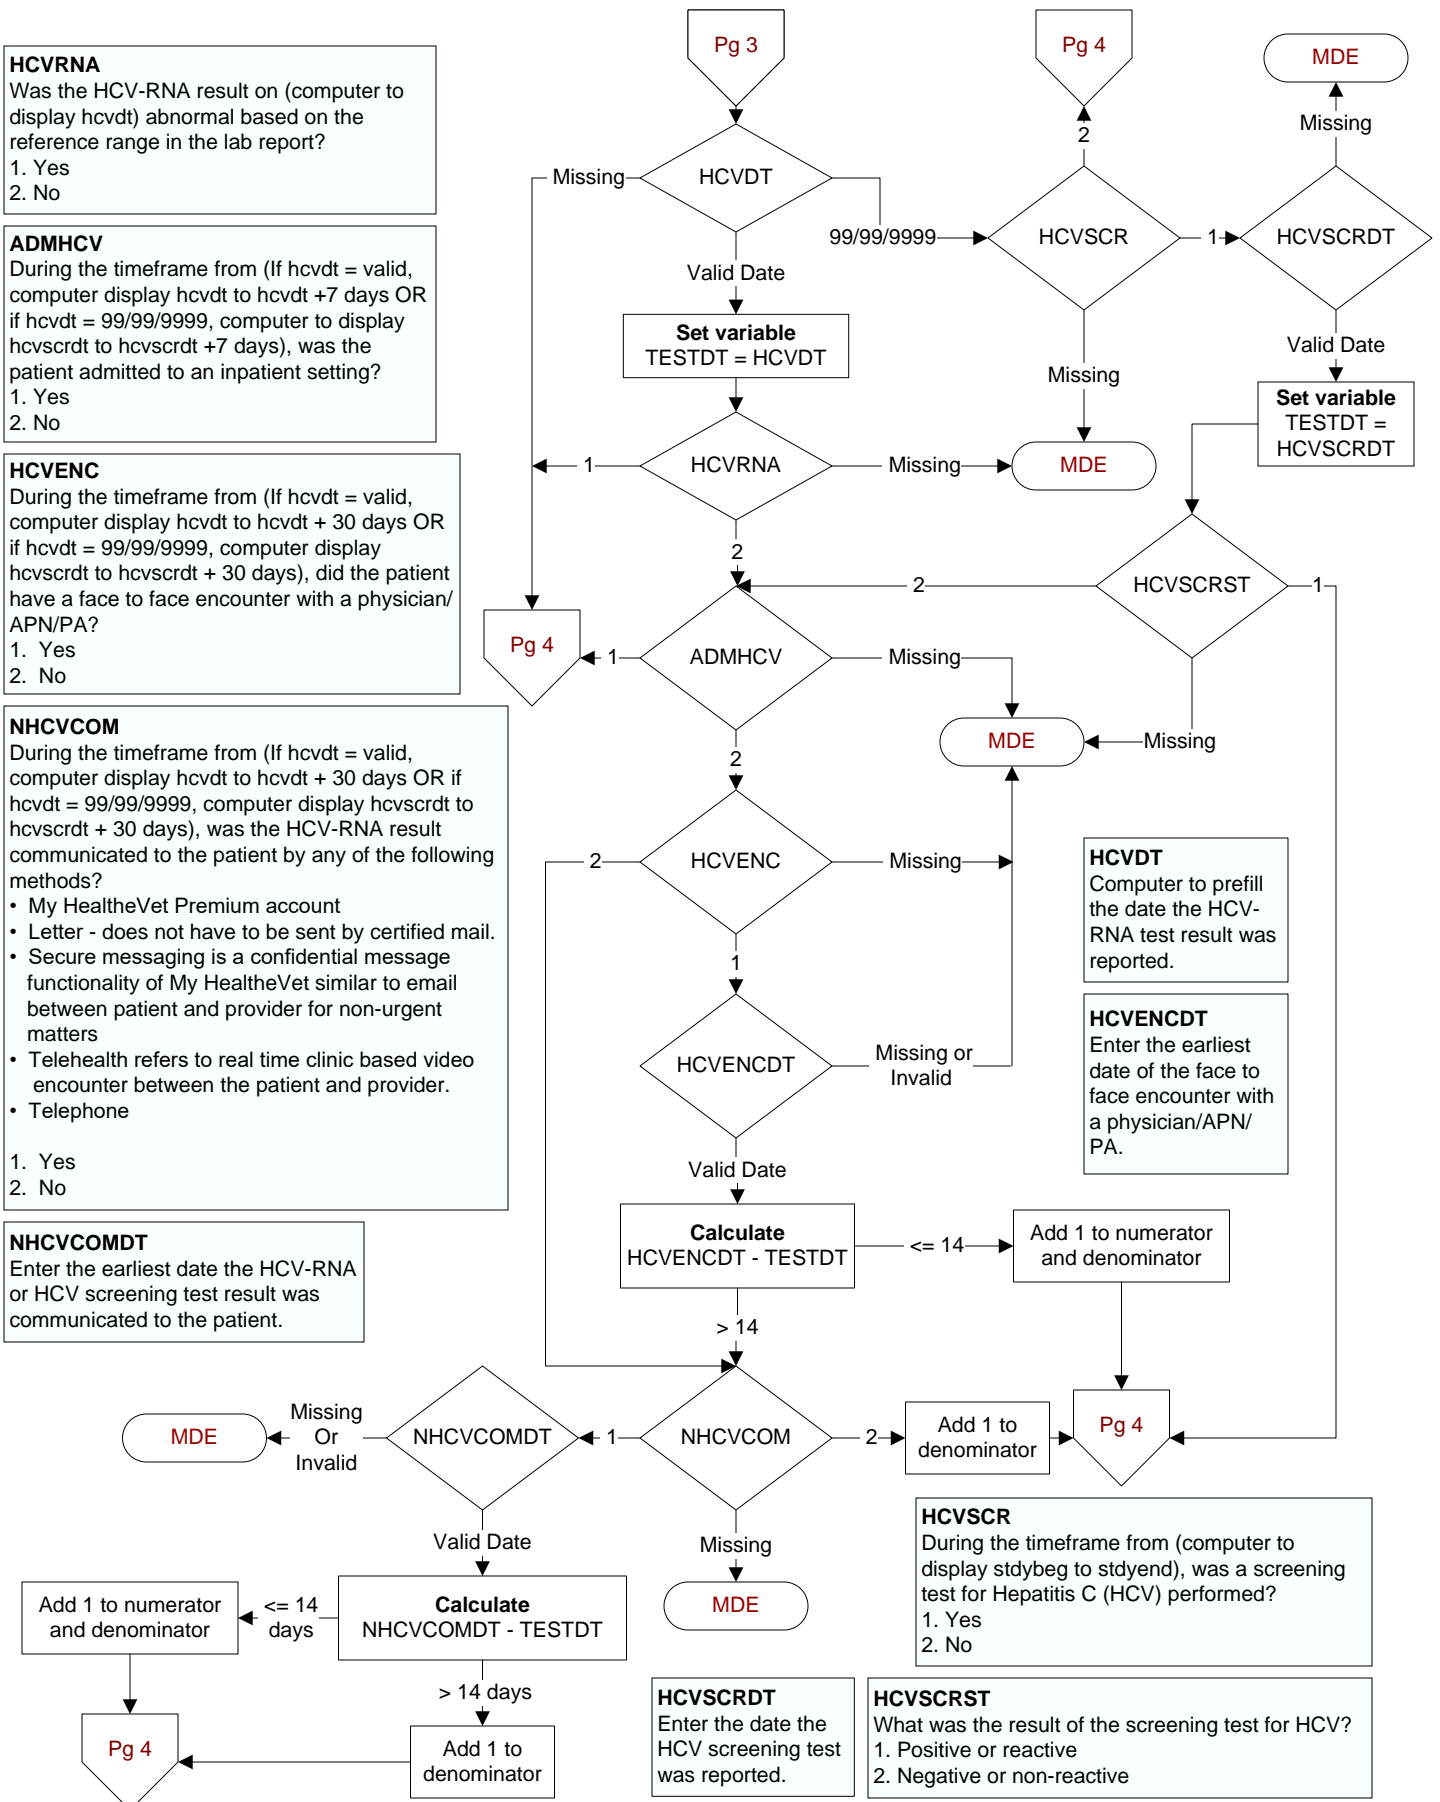 Pg 3
Pg 4
MDE
HCVRNA
Was the HCV-RNA result on (computer to
display hcvdt) abnormal based on the
reference range in the lab report?
1. Yes
2. No
Missing
2
Missing
HCVDT
99/99/9999
HCVSCR
1
HCVSCRDT
ADMHCV
During the timeframe from (If hcvdt = valid,
computer display hcvdt to hcvdt +7 days OR
if hcvdt = 99/99/9999, computer to display
hcvscrdt to hcvscrdt +7 days), was the
patient admitted to an inpatient setting?
1. Yes
2. No
Valid Date
Set variable
TESTDT = HCVDT
Missing
Valid Date
Set variable
TESTDT =
HCVSCRDT
1
HCVRNA
Missing
MDE
HCVENC
During the timeframe from (If hcvdt = valid,
computer display hcvdt to hcvdt + 30 days OR
if hcvdt = 99/99/9999, computer display
hcvscrdt to hcvscrdt + 30 days), did the patient
have a face to face encounter with a physician/
APN/PA?
1. Yes
2. No
2
2
HCVSCRST
1
Pg 4
1
ADMHCV
Missing
MDE
Missing
2
NHCVCOM
During the timeframe from (If hcvdt = valid,
computer display hcvdt to hcvdt + 30 days OR if
hcvdt = 99/99/9999, computer display hcvscrdt to
hcvscrdt + 30 days), was the HCV-RNA result
communicated to the patient by any of the following
methods?
• My HealtheVet Premium account
• Letter - does not have to be sent by certified mail.
• Secure messaging is a confidential message
functionality of My HealtheVet similar to email
between patient and provider for non-urgent
matters
• Telehealth refers to real time clinic based video
encounter between the patient and provider.
• Telephone
1. Yes
2. No
2
HCVENC
Missing
1
HCVDT
Computer to prefill
the date the HCV-
RNA test result was
reported.
HCVENCDT
Missing or
Invalid
HCVENCDT
Enter the earliest
date of the face to
face encounter with
a physician/APN/
PA.
Valid Date
Calculate
HCVENCDT - TESTDT
<= 14
Add 1 to numerator
and denominator
NHCVCOMDT
Enter the earliest date the HCV-RNA
or HCV screening test result was
communicated to the patient.
> 14
MDE
Missing
Or
Invalid
NHCVCOMDT
1
NHCVCOM
2
Add 1 to
denominator
Pg 4
Valid Date
Missing
MDE
HCVSCR
During the timeframe from (computer to
display stdybeg to stdyend), was a screening
test for Hepatitis C (HCV) performed?
1. Yes
2. No
Add 1 to numerator
and denominator
<= 14
days
Calculate
NHCVCOMDT - TESTDT
> 14 days
Pg 4
Add 1 to
denominator
HCVSCRDT
Enter the date the
HCV screening test
was reported.
HCVSCRST
What was the result of the screening test for HCV?
1. Positive or reactive
2. Negative or non-reactive